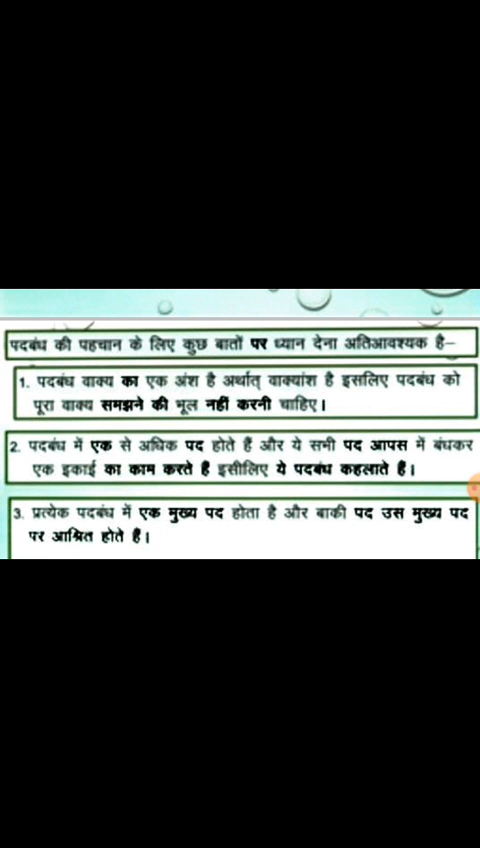 पदबंध की पहचान के लिए कुछ बातों पर ध्यान देना अतिआवश्यक है–
1. पदबंध वाक्य का एक अंश है अर्थात् वाक्यांश है इसलिए पदबंध को
पूरा वाक्य समझने की भूल नहीं करनी चाहिए।
2. पदबंध में एक से अधिक पद होते हैं और ये सभी पद आपस में बंधकर
एक इकाई का काम करते हैं इसीलिए ये पदबंध कहलाते हैं।
3. प्रत्येक पदबंध में एक मुख्य पद होता है और बाकी पद उस मुख्य पद
पर आश्रित होते हैं।